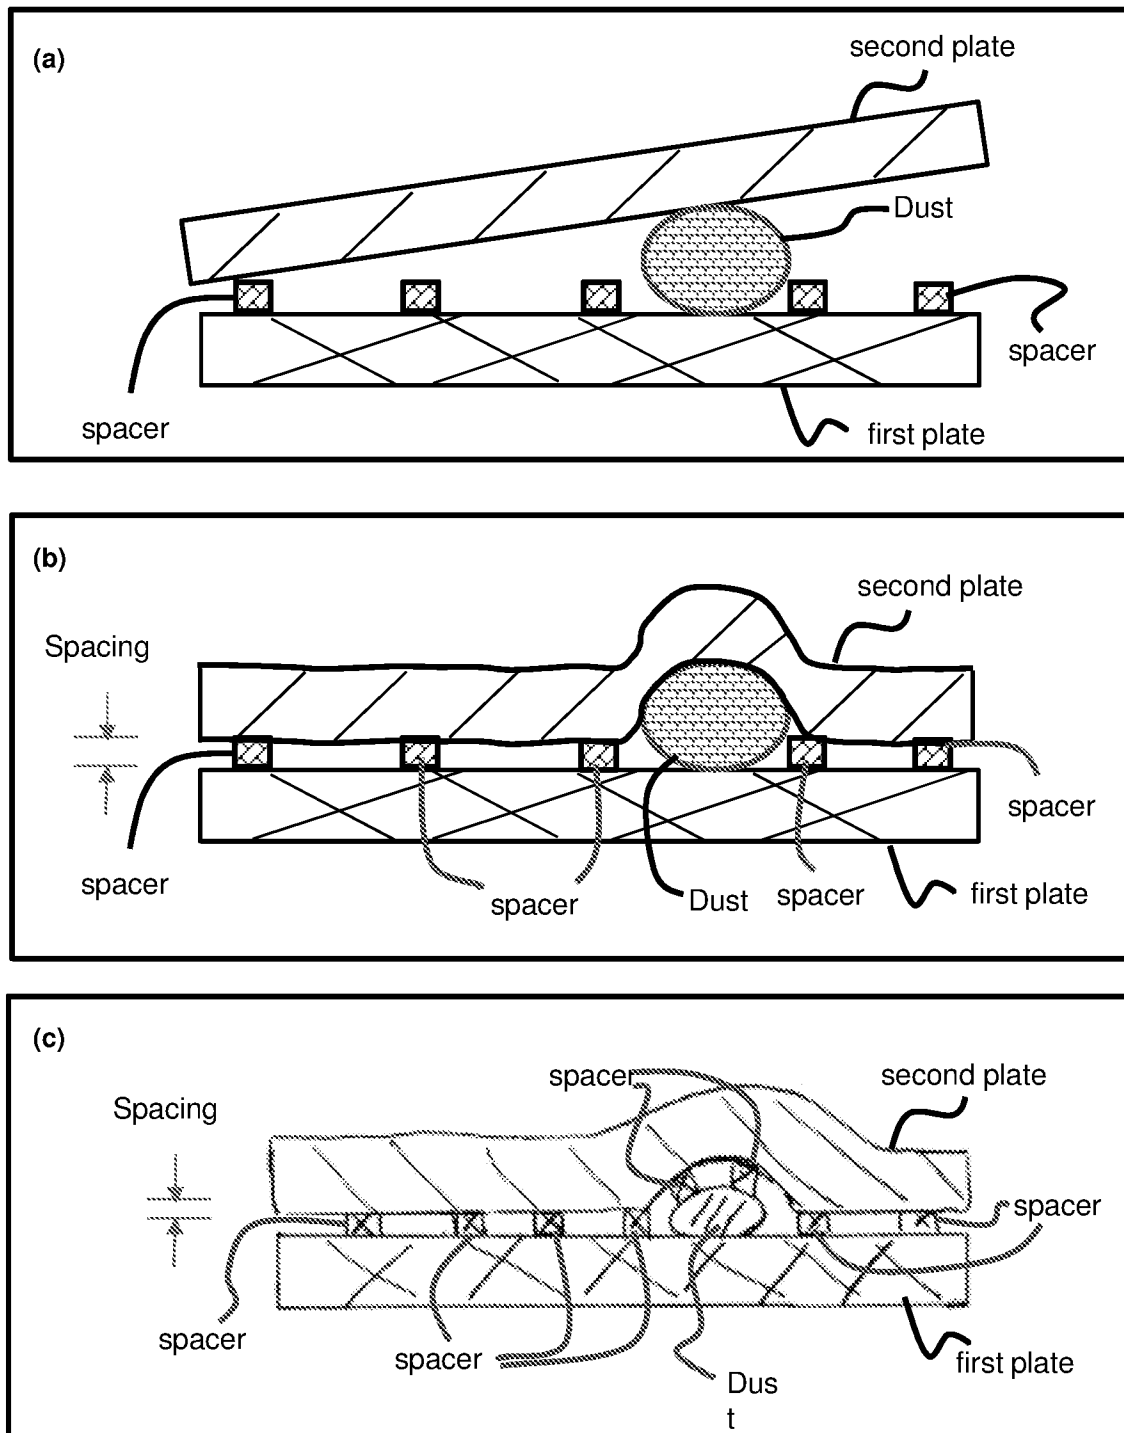 (a)
second plate
Dust
spacer
spacer
first plate
(b)
second plate
Spacing
spacer
spacer
spacer
Dust
spacer
first plate
(c)
spacer
second plate
Spacing
spacer
spacer
spacer
first plate
Dus
t